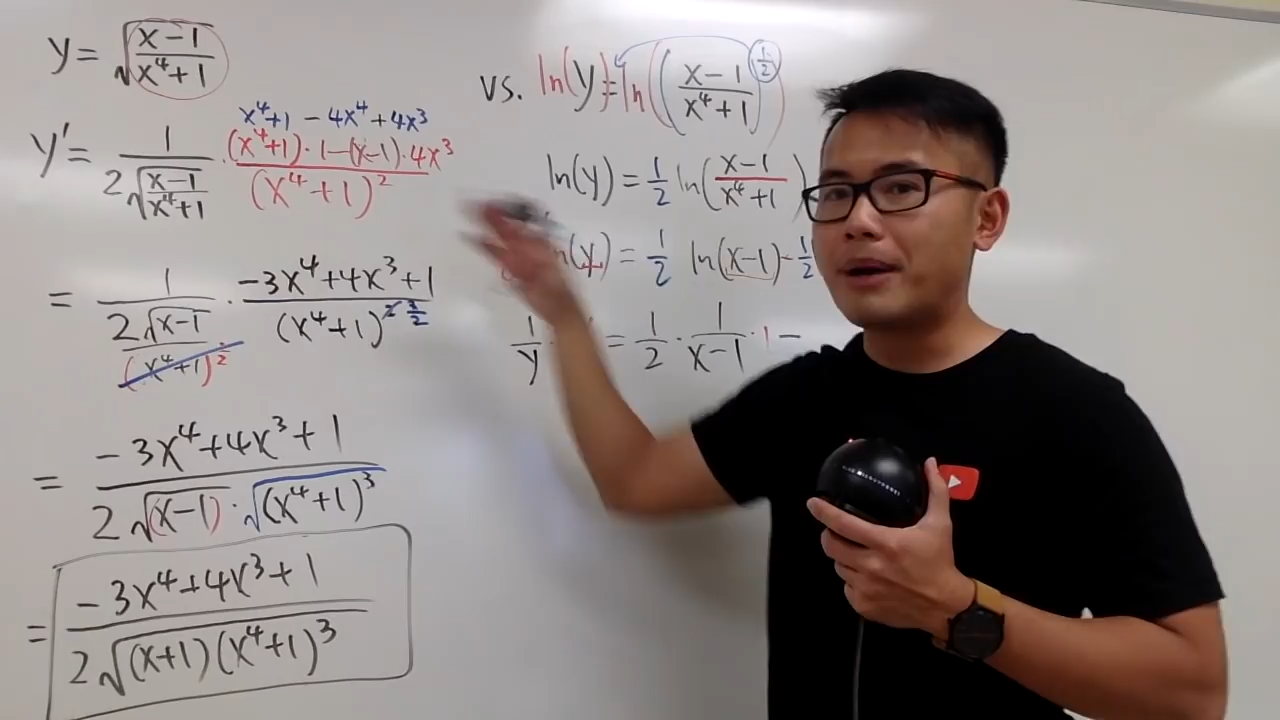 y = √((x-1)/(x⁴+1))
x⁴+1 - 4x⁴ + 4x³
y' = 1/(2√((x-1)/(x⁴+1))) · ((x⁴+1)·1-(x-1)·4x³)/(x⁴+1)²
= 1/(2√(x-1)/(x⁴+1)^(1/2)) · (-3x⁴+4x³+1)/(x⁴+1)^(2 3/2)
= (-3x⁴+4x³+1)/(2√(x-1) · √(x⁴+1)³)
= (-3x⁴+4x³+1)/(2√((x+1)(x⁴+1)³))
vs. ln(y) = ln(((x-1)/(x⁴+1))^(1/2))
ln(y) = 1/2 ln((x-1)/(x⁴+1))
ln(y) = 1/2 ln(x-1) - 1/2
1/y · = 1/2 · 1/(x-1) · 1 -